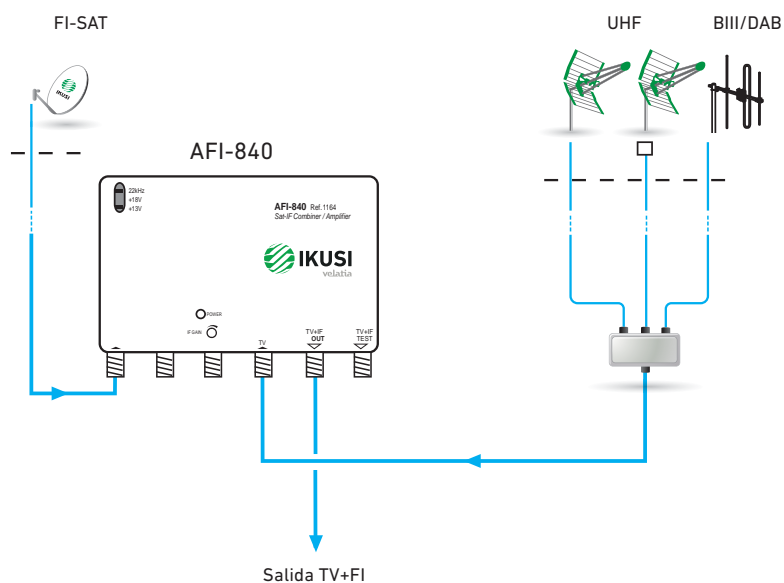 FI-SAT
UHF
BIII/DAB
IKUSI
AFI-840
22kHz
+18V
+13V
AFI-840 Ref.1164
Sat-IF Combiner / Amplifier
IKUSI
velatia
POWER
IF GAIN
TV
TV+IF
OUT
TV+IF
TEST
Salida TV+FI